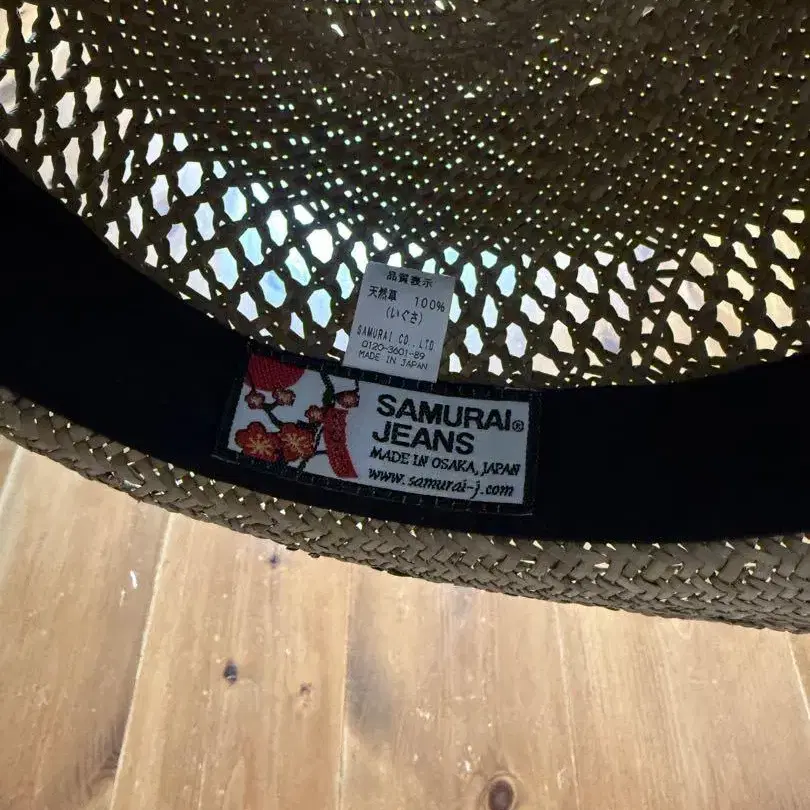 品質表示
天然草 100%
(いぐさ)
SAMURAI CO.,LTD
0120-3601-89
MADE IN JAPAN
SAMURAI®
JEANS
MADE IN OSAKA, JAPAN
www.samurai-j.com